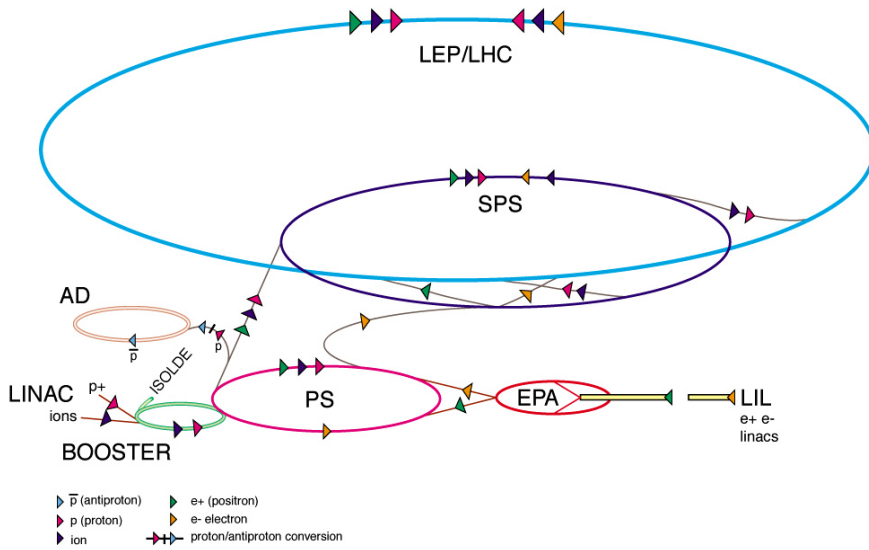 LEP/LHC
SPS
AD
p̅
p
ISOLDE
LINAC
p+
ions
BOOSTER
PS
EPA
LIL
e+ e-
linacs
p̅ (antiproton)
p (proton)
ion
e+ (positron)
e- electron
proton/antiproton conversion